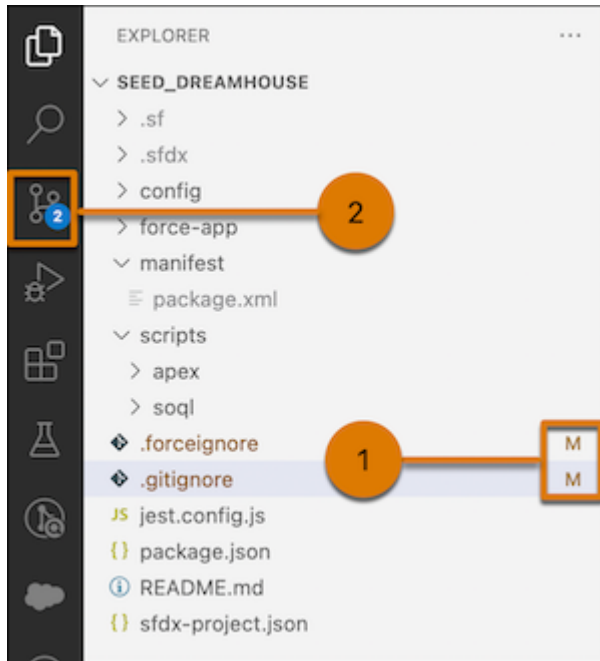 EXPLORER ...
SEED_DREAMHOUSE
.sf
.sfdx
config
2
2
force-app
manifest
package.xml
scripts
apex
soql
.forceignore M
1
.gitignore M
JS jest.config.js
{} package.json
README.md
{} sfdx-project.json